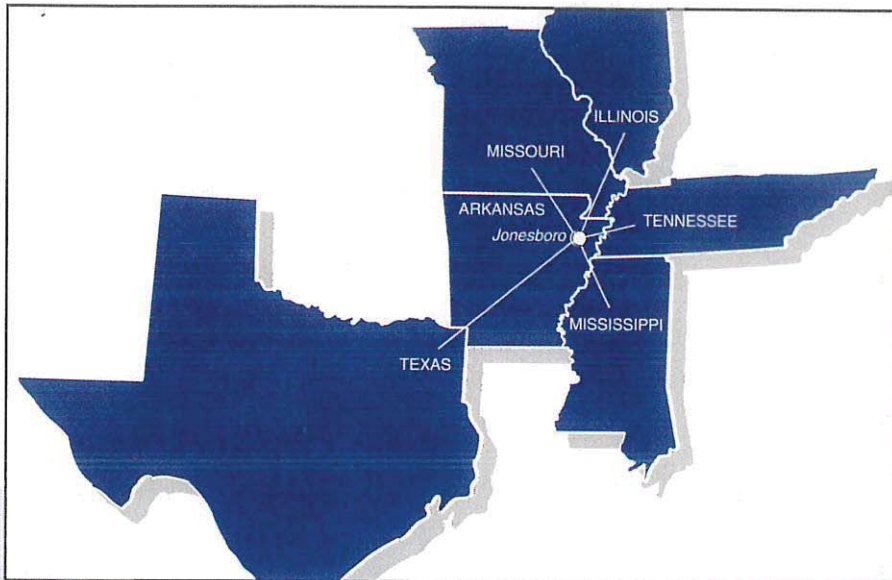 ILLINOIS
MISSOURI
ARKANSAS
TENNESSEE
Jonesboro
MISSISSIPPI
TEXAS